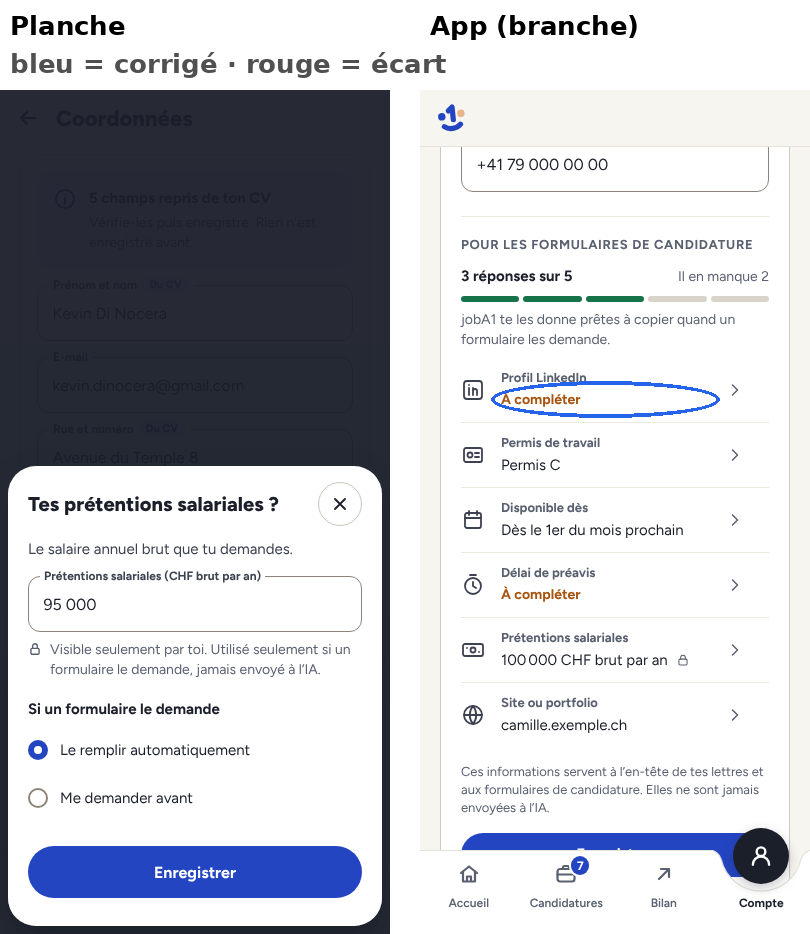 Planche
App (branche)
bleu = corrigé · rouge = écart
Coordonnées
5 champs repris de ton CV
Vérifie-les puis enregistre. Rien n'est
enregistré avant.
Prénom et nom Du CV
Kevin Di Nocera
E-mail
kevin.dinocera@gmail.com
Rue et numéro Du CV
Avenue du Temple 8
Tes prétentions salariales ?
Le salaire annuel brut que tu demandes.
Prétentions salariales (CHF brut par an)
95 000
Visible seulement par toi. Utilisé seulement si un
formulaire le demande, jamais envoyé à l'IA.
Si un formulaire le demande
Le remplir automatiquement
Me demander avant
Enregistrer
+41 79 000 00 00
POUR LES FORMULAIRES DE CANDIDATURE
3 réponses sur 5
Il en manque 2
jobA1 te les donne prêtes à copier quand un
formulaire les demande.
Profil LinkedIn
À compléter
Permis de travail
Permis C
Disponible dès
Dès le 1er du mois prochain
Délai de préavis
À compléter
Prétentions salariales
100 000 CHF brut par an
Site ou portfolio
camille.exemple.ch
Ces informations servent à l'en-tête de tes lettres et
aux formulaires de candidature. Elles ne sont jamais
envoyées à l'IA.
7
Accueil
Candidatures
Bilan
Compte